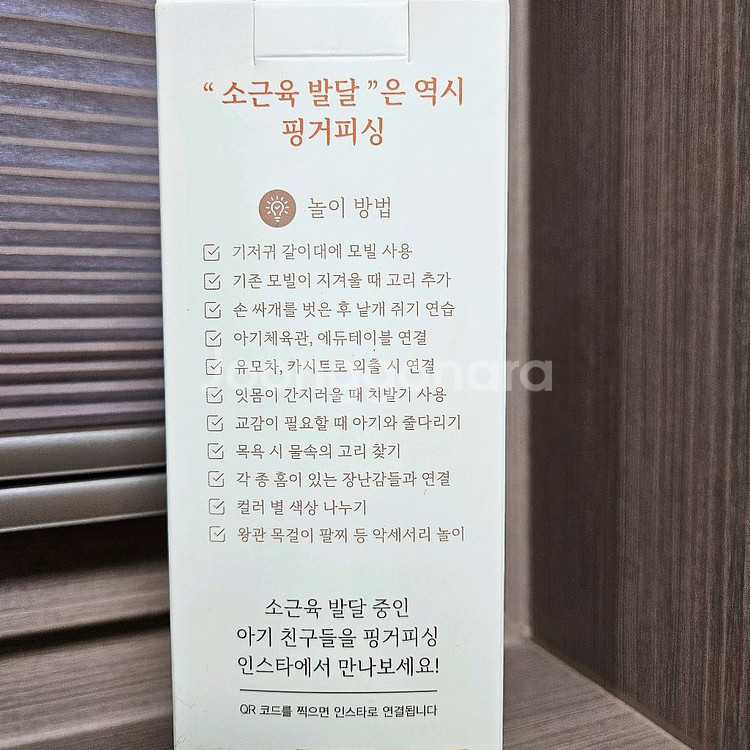 “ 소근육 발달 ”은 역시
핑거피싱
놀이 방법
기저귀 갈이대에 모빌 사용
기존 모빌이 지겨울 때 고리 추가
손 싸개를 벗은 후 낱개 쥐기 연습
아기체육관, 에듀테이블 연결
유모차, 카시트로 외출 시 연결
Joonggonara
잇몸이 간지러울 때 치발기 사용
교감이 필요할 때 아기와 줄다리기
목욕 시 물속의 고리 찾기
각 종 홈이 있는 장난감들과 연결
컬러 별 색상 나누기
왕관 목걸이 팔찌 등 악세서리 놀이
소근육 발달 중인
아기 친구들을 핑거피싱
인스타에서 만나보세요!
QR 코드를 찍으면 인스타로 연결됩니다